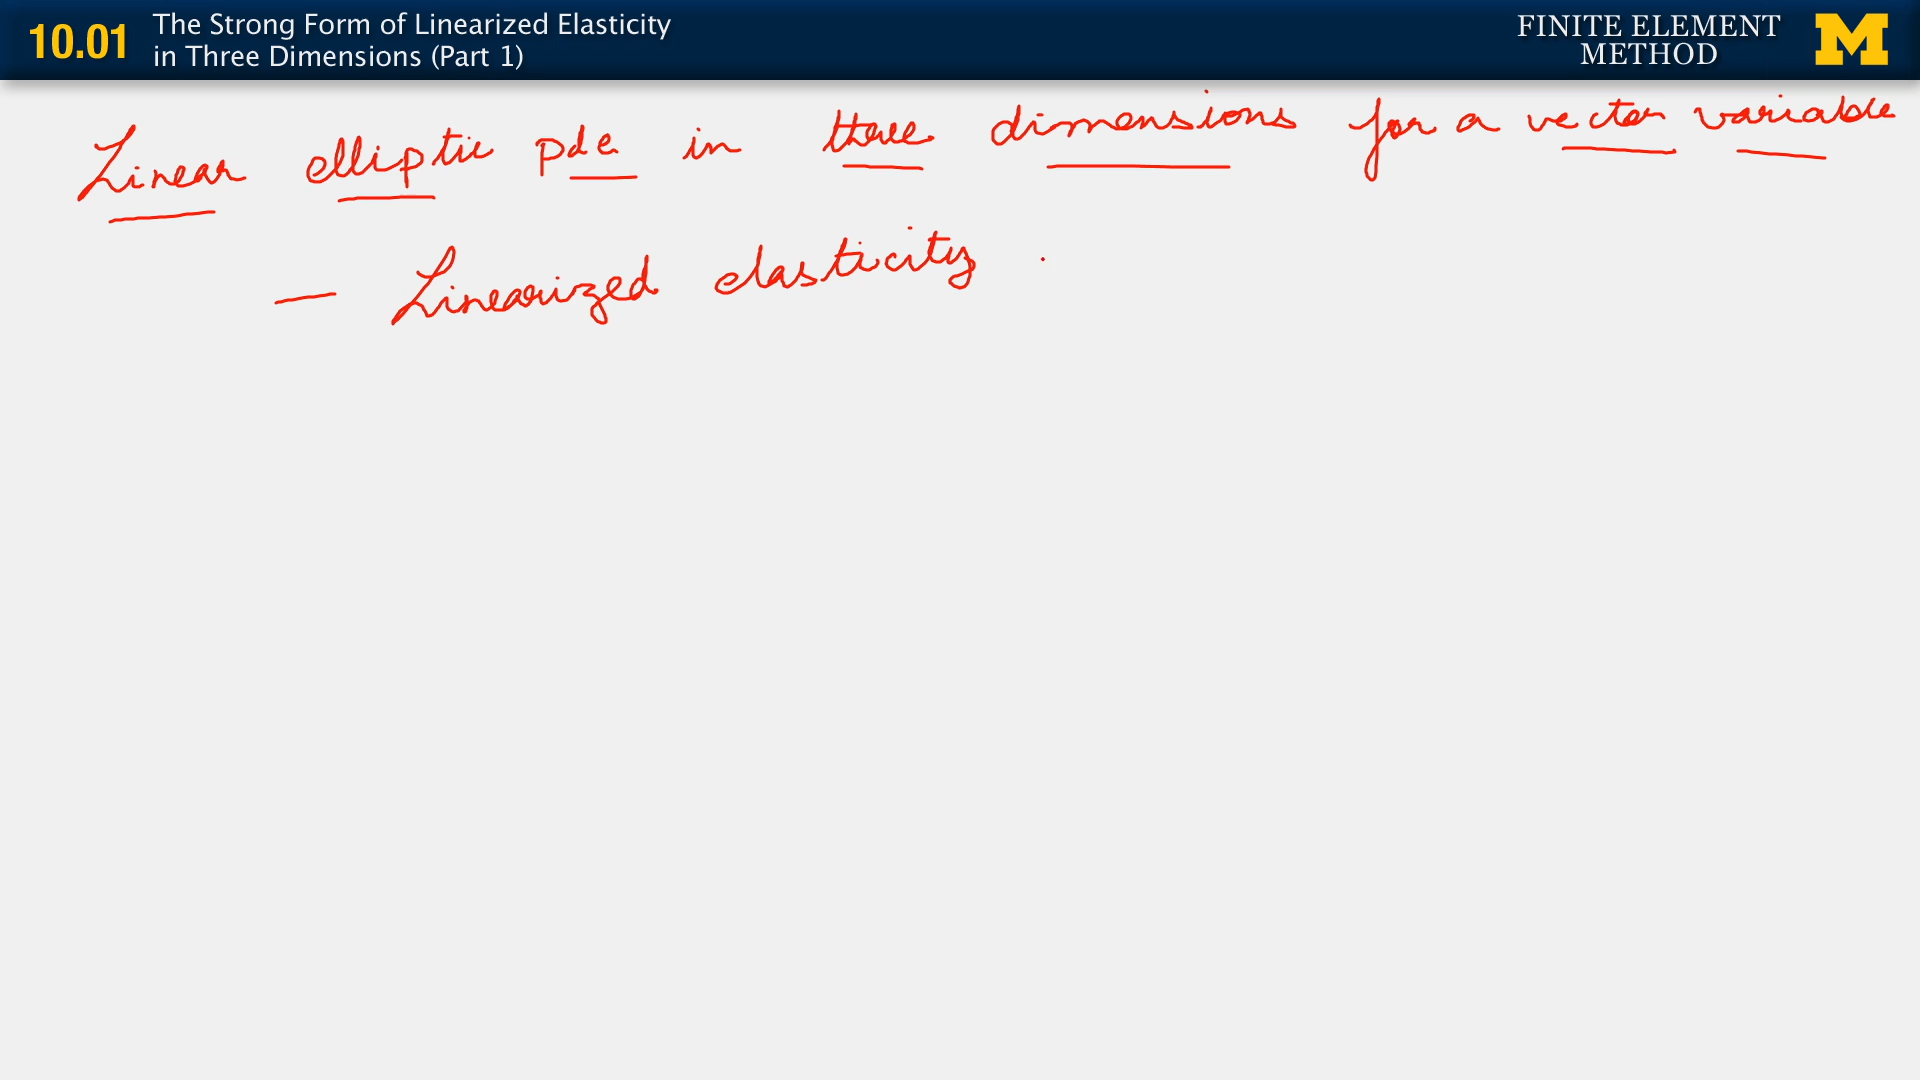 10.01
The Strong Form of Linearized Elasticity
in Three Dimensions (Part 1)
FINITE ELEMENT
METHOD
M
Linear elliptic pde in three dimensions for a vector variable
— Linearized elasticity .